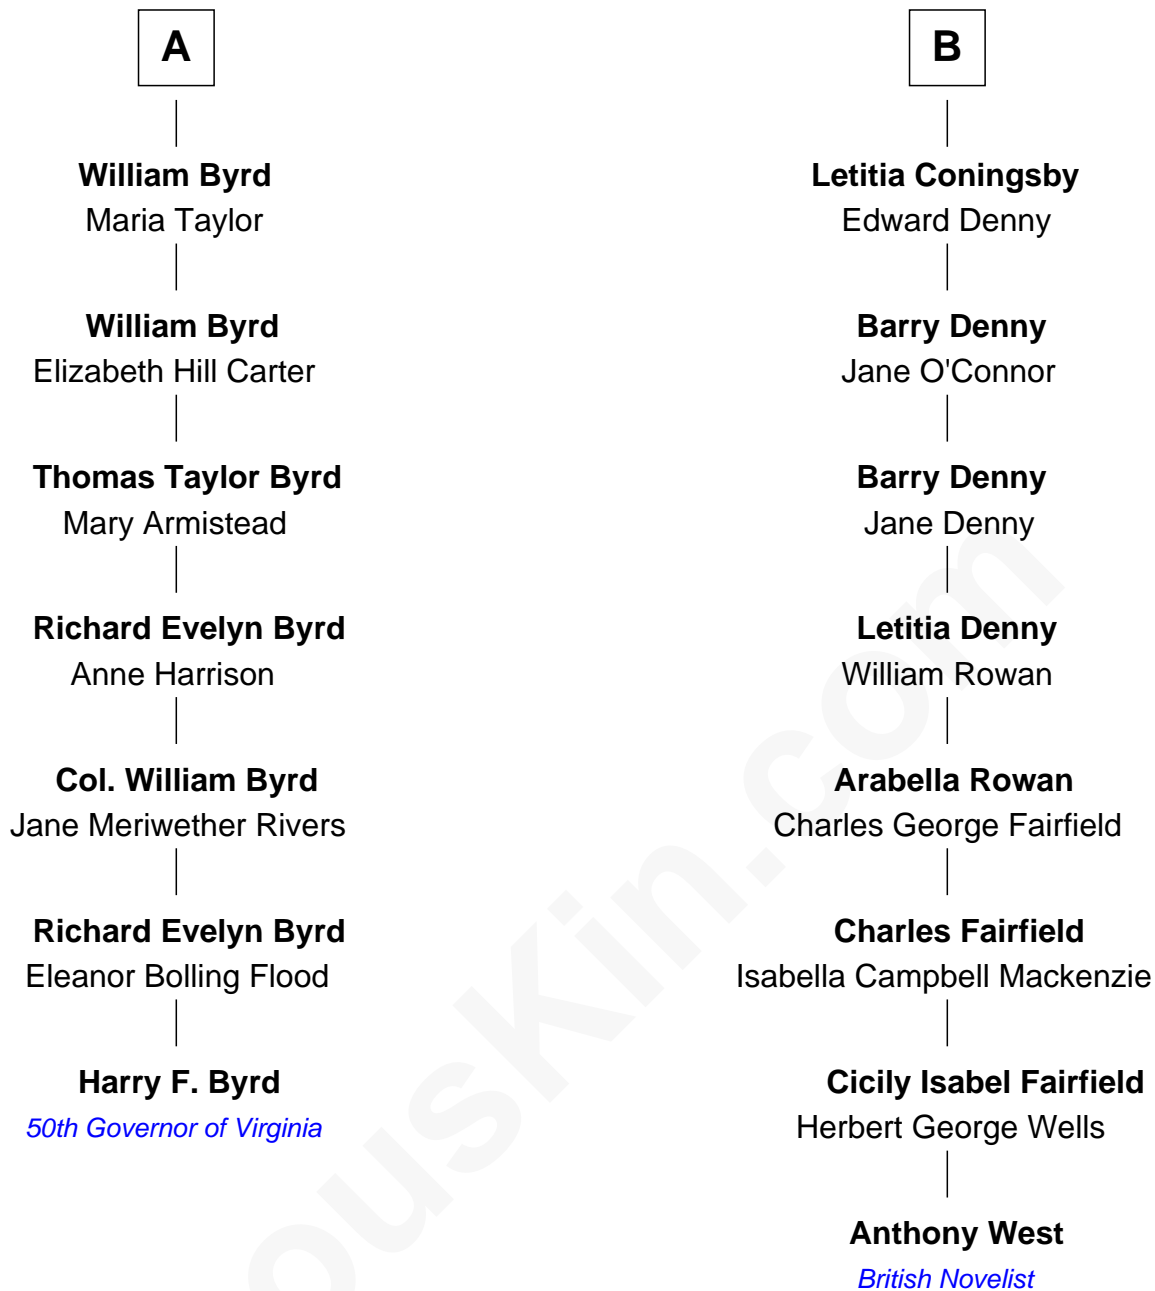 A
William Byrd
Maria Taylor
William Byrd
Elizabeth Hill Carter
Thomas Taylor Byrd
Mary Armistead
Richard Evelyn Byrd
Anne Harrison
Col. William Byrd
Jane Meriwether Rivers
Richard Evelyn Byrd
Eleanor Bolling Flood
Harry F. Byrd
50th Governor of Virginia
B
Letitia Coningsby
Edward Denny
Barry Denny
Jane O'Connor
Barry Denny
Jane Denny
Letitia Denny
William Rowan
Arabella Rowan
Charles George Fairfield
Charles Fairfield
Isabella Campbell Mackenzie
Cicily Isabel Fairfield
Herbert George Wells
Anthony West
British Novelist
ousKin.com